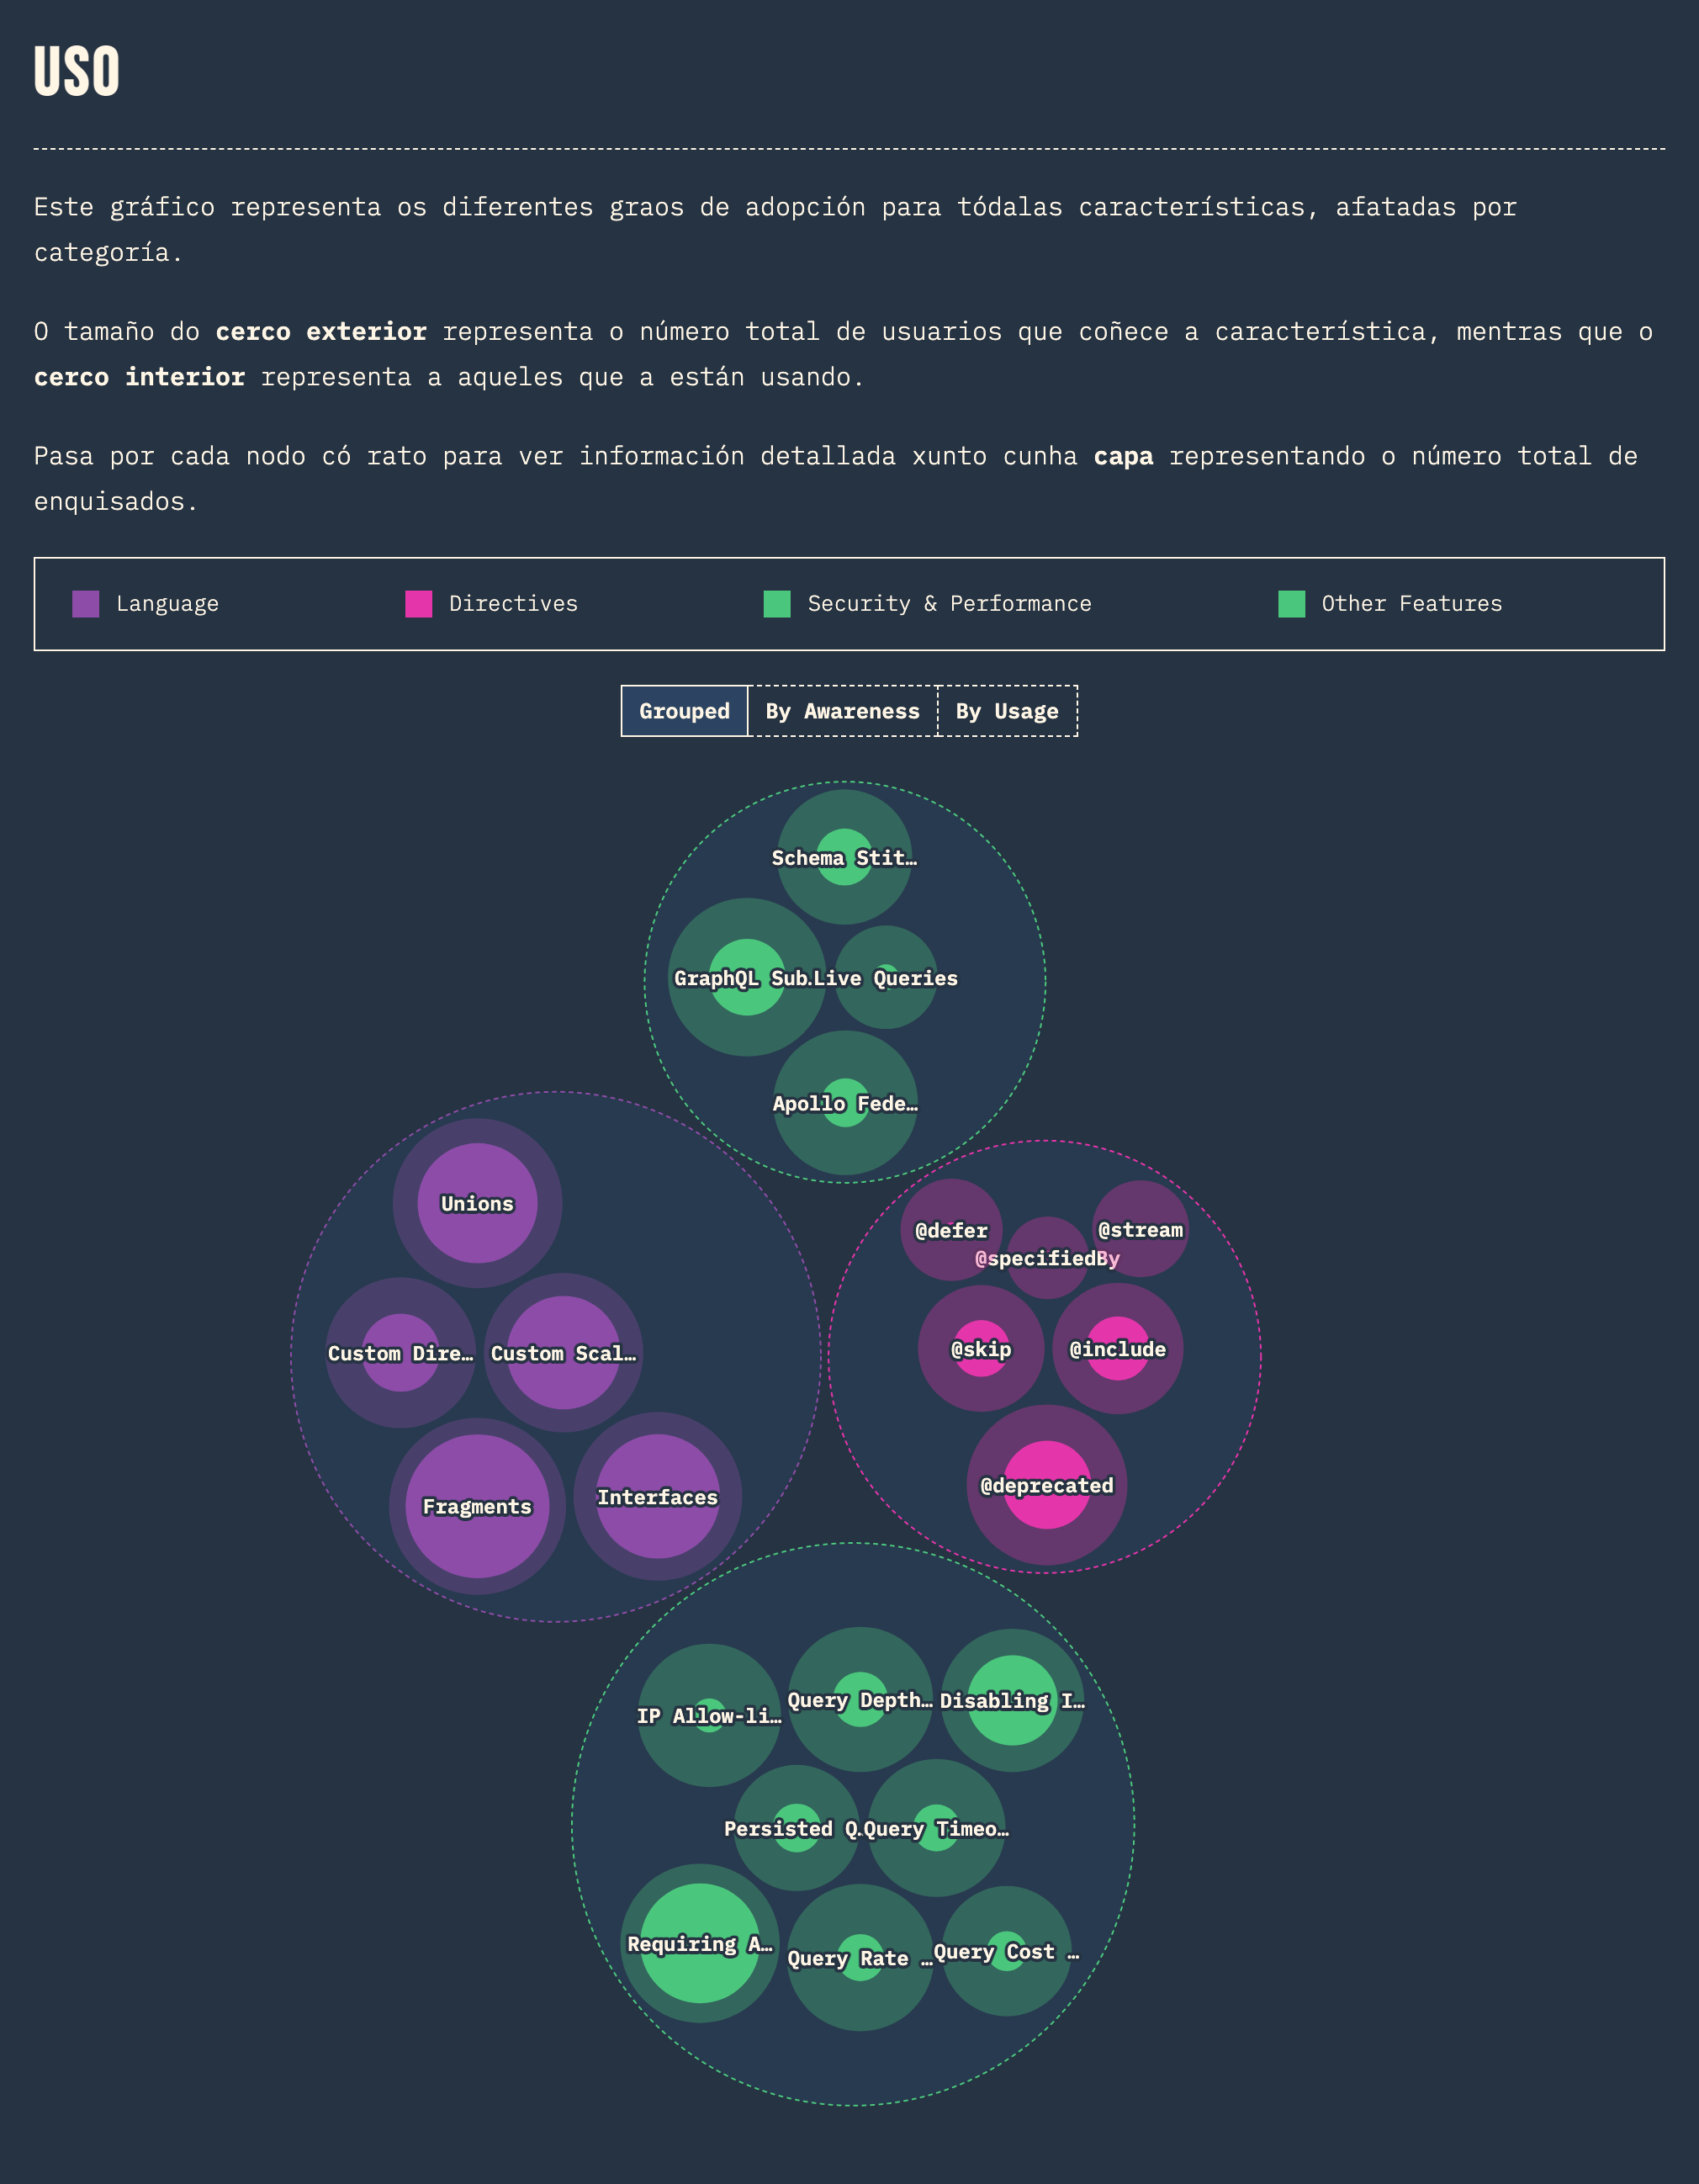 USO
Este gráfico representa os diferentes graos de adopción para tódalas características, afatadas por
categoría.
O tamaño do cerco exterior representa o número total de usuarios que coñece a característica, mentras que o
cerco interior representa a aqueles que a están usando.
Pasa por cada nodo có rato para ver información detallada xunto cunha capa representando o número total de
enquisados.
Language Directives Security & Performance Other Features
Grouped By Awareness By Usage
Schema Stit…
GraphQL Sub. Live Queries
Apollo Fede…
Unions
@defer @stream
@specifiedBy
Custom Dire… Custom Scal…
@skip @include
@deprecated
Fragments Interfaces
IP Allow-li… Query Depth… Disabling I…
Persisted Q. Query Timeo…
Requiring A… Query Rate … Query Cost …